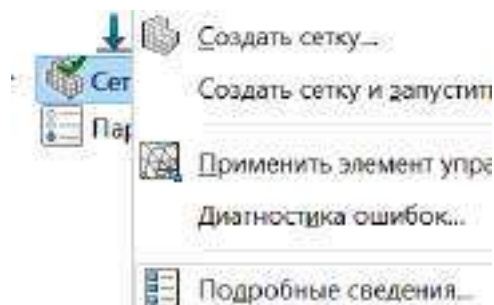 Создать сетку...
Сет
Создать сетку и запустить
Пар
Применить элемент упра
Диагностика ошибок...
Подробные сведения...